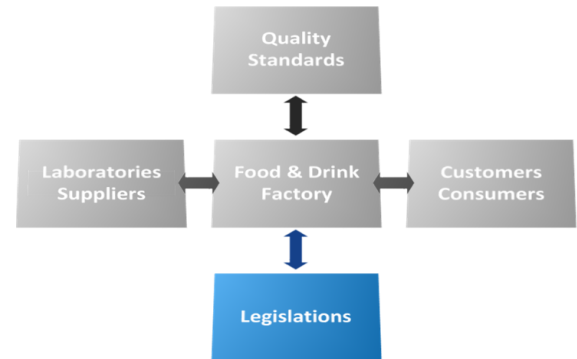 Quality
Standards
Laboratories
Suppliers
Food & Drink
Factory
Customers
Consumers
Legislations